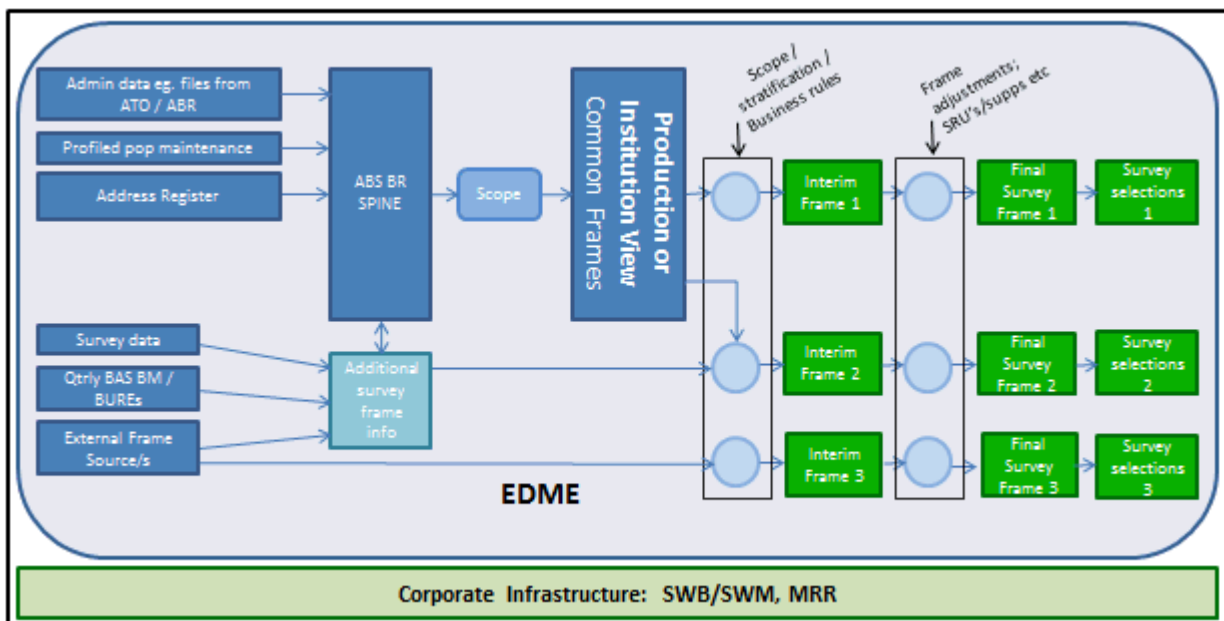 Admin data eg. files from
ATO / ABR
Profiled pop maintenance
Address Register
ABS BR
SPINE
Scope
Production or
Institution View
Common Frames
Scope /
stratification /
Business rules
Frame
adjustments;
SRU's/supps etc
Interim
Frame 1
Final
Survey
Frame 1
Survey
selections
1
Survey data
Qtrly BAS BM /
BUREs
External Frame
Source/s
Additional
survey
frame
info
Interim
Frame 2
Final
Survey
Frame 2
Survey
selections
2
Interim
Frame 3
Final
Survey
Frame 3
Survey
selections
3
EDME
Corporate Infrastructure: SWB/SWM, MRR